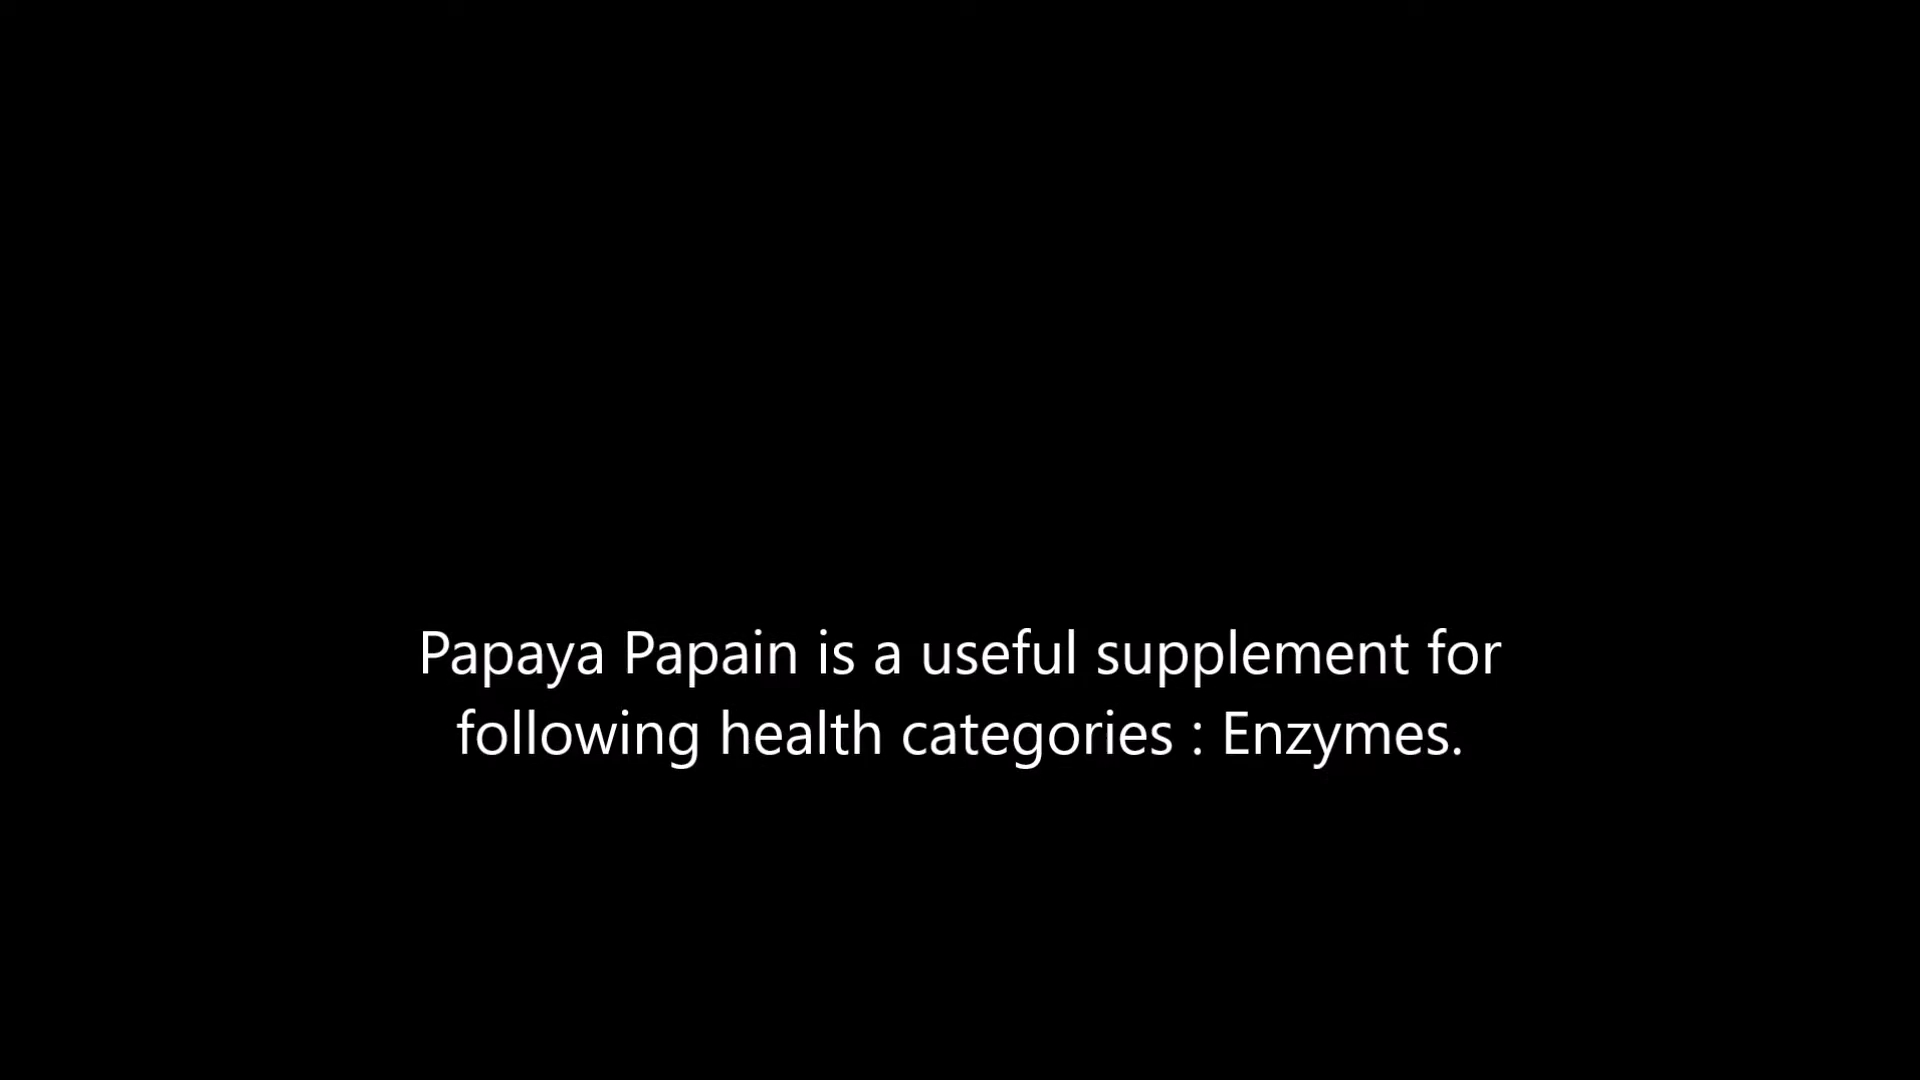 Papaya Papain is a useful supplement for
following health categories : Enzymes.